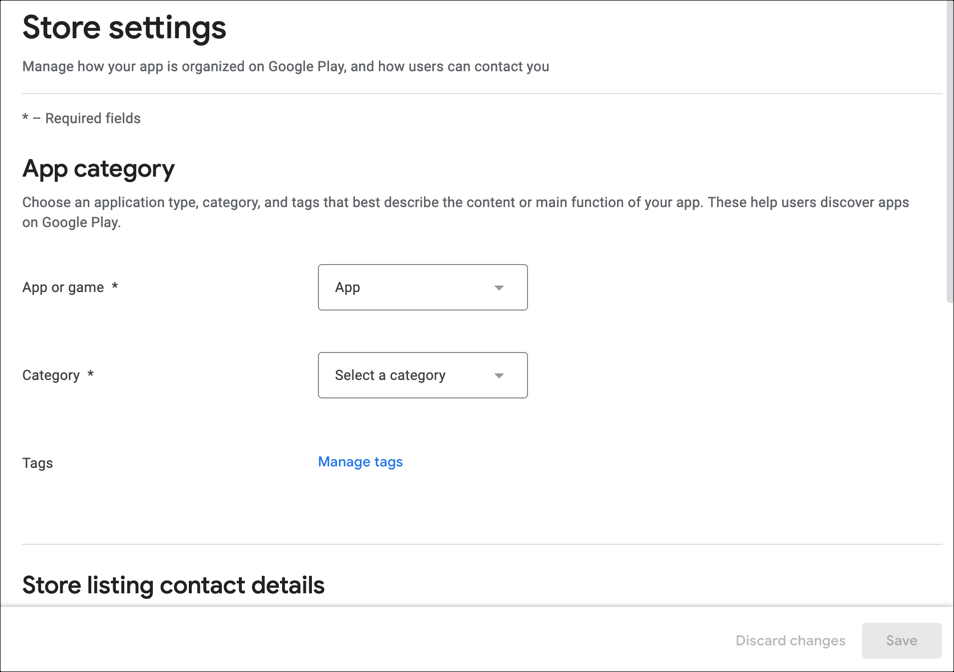 Store settings
Manage how your app is organized on Google Play, and how users can contact you
* – Required fields
App category
Choose an application type, category, and tags that best describe the content or main function of your app. These help users discover apps
on Google Play.
App or game *
App
Category *
Select a category
Tags
Manage tags
Store listing contact details
Discard changes
Save